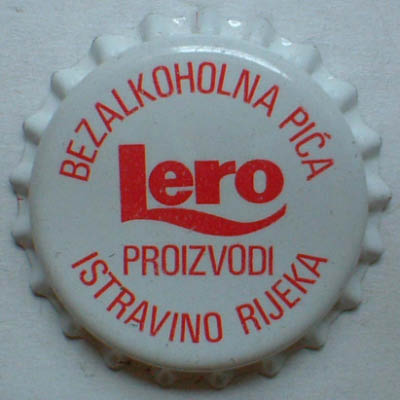 BEZALKOHOLNA PIĆA
Lero
PROIZVODI
ISTRAVINO RIJEKA